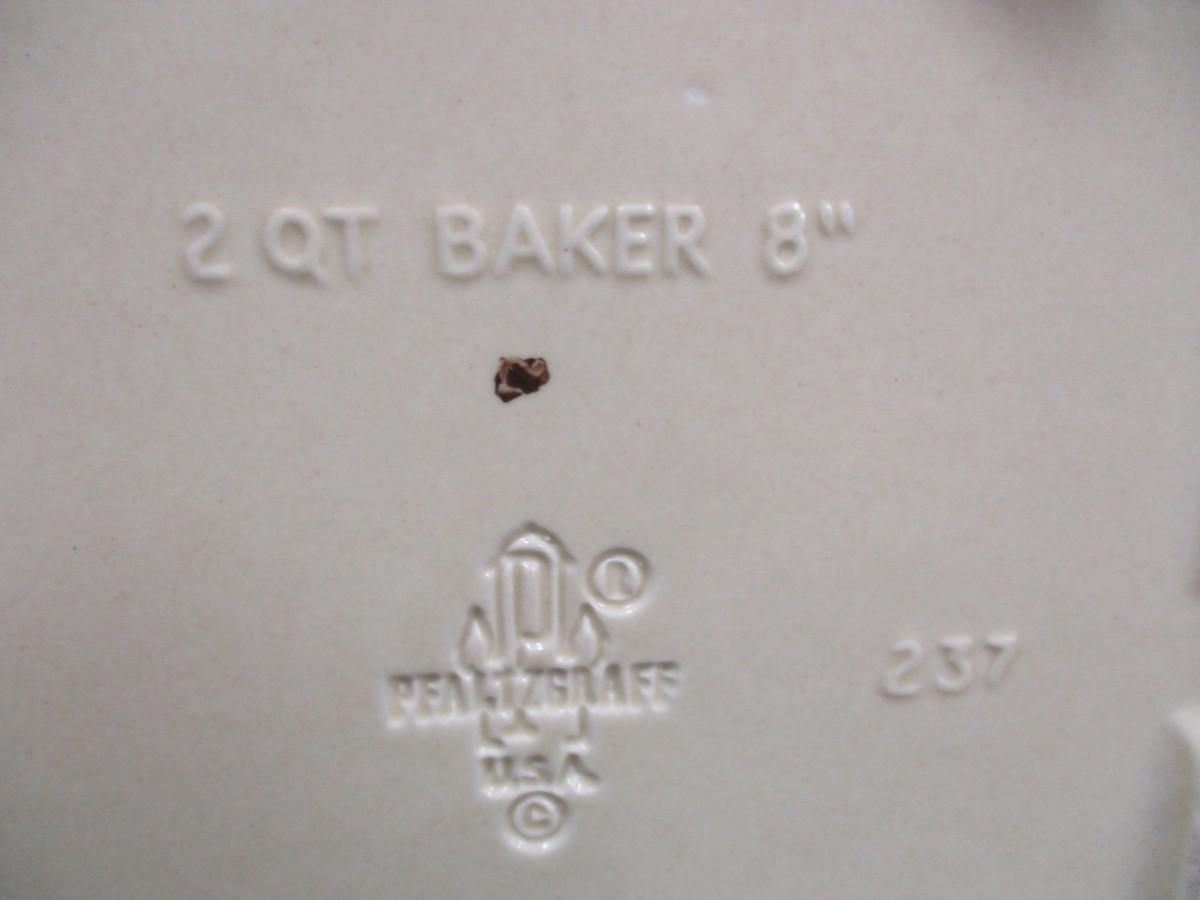 2 QT BAKER 8"
P ®
PFALTZGRAFF
237
U.S.A.
©